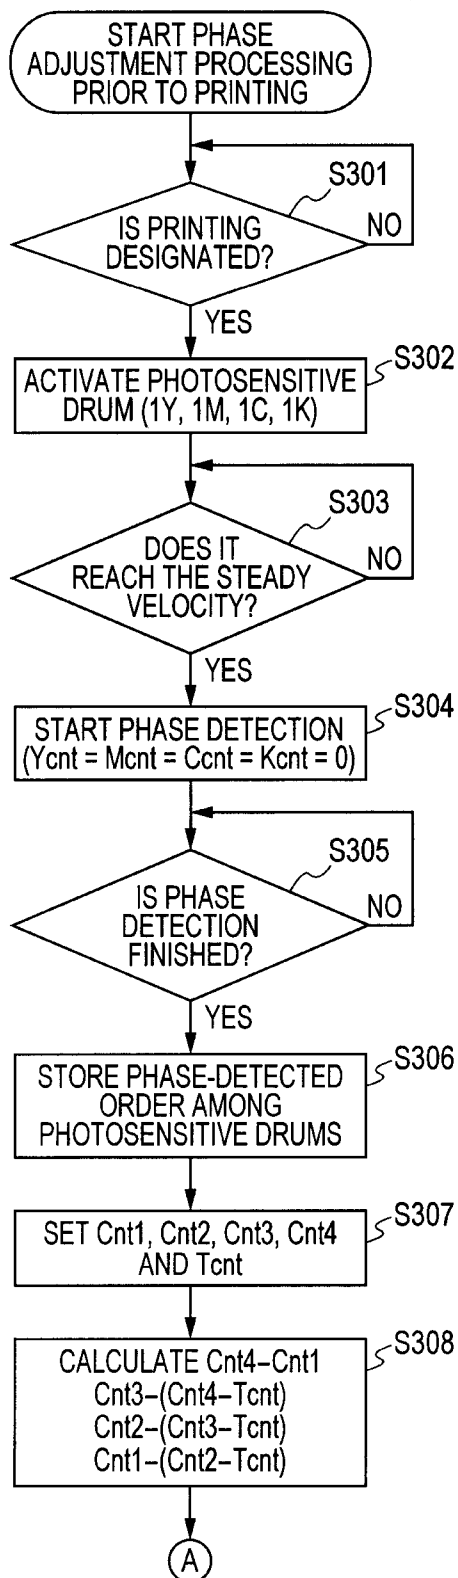 START PHASE
ADJUSTMENT PROCESSING
PRIOR TO PRINTING
S301
IS PRINTING
DESIGNATED?
NO
YES
S302
ACTIVATE PHOTOSENSITIVE
DRUM (1Y, 1M, 1C, 1K)
S303
DOES IT
REACH THE STEADY
VELOCITY?
NO
YES
S304
START PHASE DETECTION
(Ycnt = Mcnt = Ccnt = Kcnt = 0)
S305
IS PHASE
DETECTION
FINISHED?
NO
YES
S306
STORE PHASE-DETECTED
ORDER AMONG
PHOTOSENSITIVE DRUMS
S307
SET Cnt1, Cnt2, Cnt3, Cnt4
AND Tcnt
S308
CALCULATE Cnt4–Cnt1
Cnt3–(Cnt4–Tcnt)
Cnt2–(Cnt3–Tcnt)
Cnt1–(Cnt2–Tcnt)
A